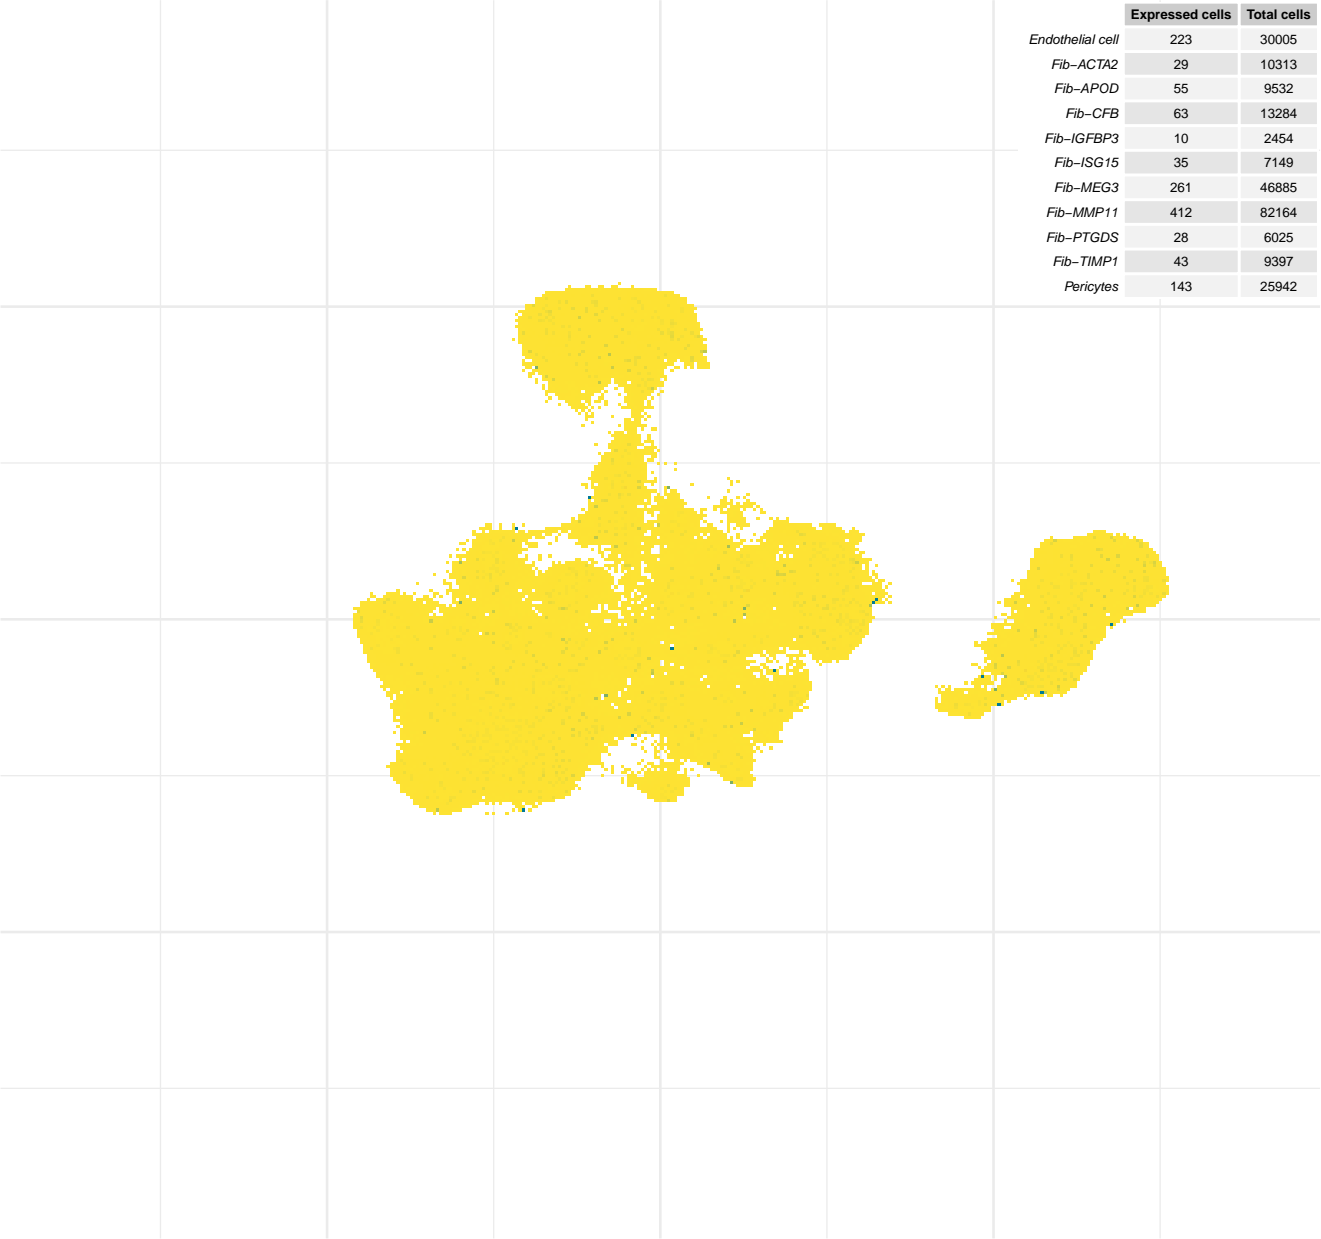 Expressed cells Total cells
Endothelial cell 223 30005
Fib−ACTA2 29 10313
Fib−APOD 55 9532
Fib−CFB 63 13284
Fib−IGFBP3 10 2454
Fib−ISG15 35 7149
Fib−MEG3 261 46885
Fib−MMP11 412 82164
Fib−PTGDS 28 6025
Fib−TIMP1 43 9397
Pericytes 143 25942